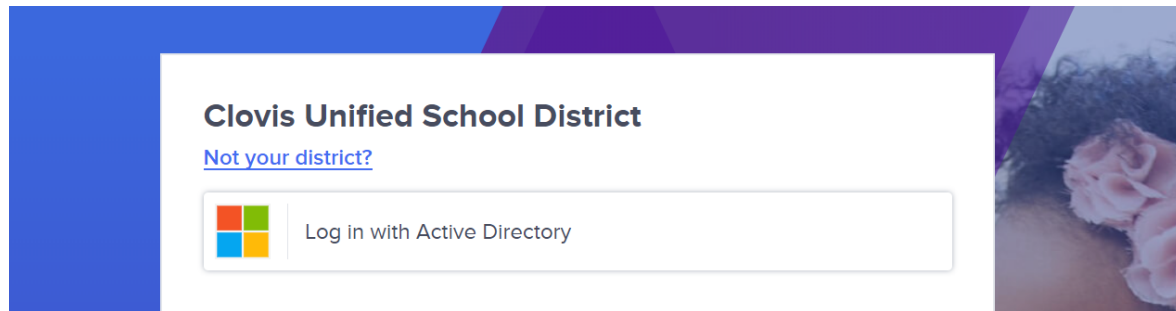 Clovis Unified School District
Not your district?
Log in with Active Directory